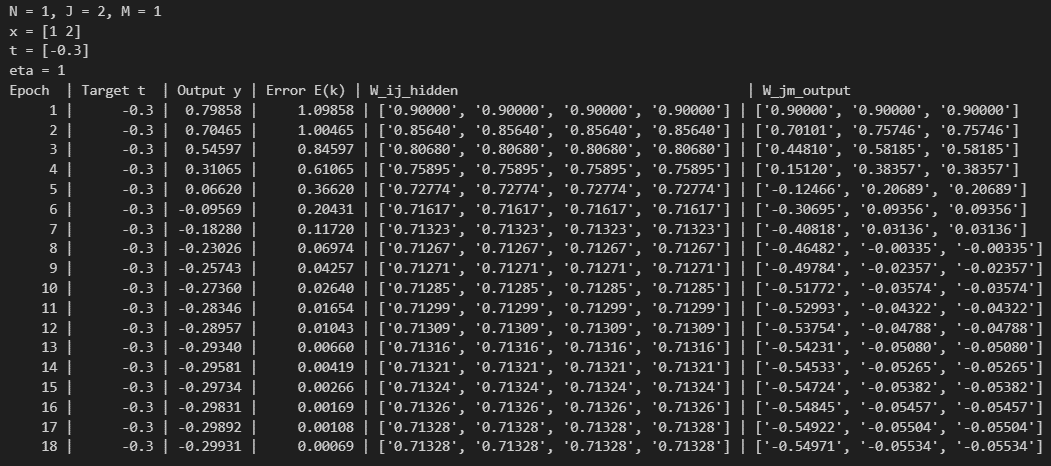 N = 1, J = 2, M = 1
x = [1 2]
t = [-0.3]
eta = 1
Epoch | Target t | Output y | Error E(k) | W_ij_hidden | W_jm_output
1 | -0.3 | 0.79858 | 1.09858 | ['0.90000', '0.90000', '0.90000', '0.90000'] | ['0.90000', '0.90000', '0.90000']
2 | -0.3 | 0.70465 | 1.00465 | ['0.85640', '0.85640', '0.85640', '0.85640'] | ['0.70101', '0.75746', '0.75746']
3 | -0.3 | 0.54597 | 0.84597 | ['0.80680', '0.80680', '0.80680', '0.80680'] | ['0.44810', '0.58185', '0.58185']
4 | -0.3 | 0.31065 | 0.61065 | ['0.75895', '0.75895', '0.75895', '0.75895'] | ['0.15120', '0.38357', '0.38357']
5 | -0.3 | 0.06620 | 0.36620 | ['0.72774', '0.72774', '0.72774', '0.72774'] | ['-0.12466', '0.20689', '0.20689']
6 | -0.3 | -0.09569 | 0.20431 | ['0.71617', '0.71617', '0.71617', '0.71617'] | ['-0.30695', '0.09356', '0.09356']
7 | -0.3 | -0.18280 | 0.11720 | ['0.71323', '0.71323', '0.71323', '0.71323'] | ['-0.40818', '0.03136', '0.03136']
8 | -0.3 | -0.23026 | 0.06974 | ['0.71267', '0.71267', '0.71267', '0.71267'] | ['-0.46482', '-0.00335', '-0.00335']
9 | -0.3 | -0.25743 | 0.04257 | ['0.71271', '0.71271', '0.71271', '0.71271'] | ['-0.49784', '-0.02357', '-0.02357']
10 | -0.3 | -0.27360 | 0.02640 | ['0.71285', '0.71285', '0.71285', '0.71285'] | ['-0.51772', '-0.03574', '-0.03574']
11 | -0.3 | -0.28346 | 0.01654 | ['0.71299', '0.71299', '0.71299', '0.71299'] | ['-0.52993', '-0.04322', '-0.04322']
12 | -0.3 | -0.28957 | 0.01043 | ['0.71309', '0.71309', '0.71309', '0.71309'] | ['-0.53754', '-0.04788', '-0.04788']
13 | -0.3 | -0.29340 | 0.00660 | ['0.71316', '0.71316', '0.71316', '0.71316'] | ['-0.54231', '-0.05080', '-0.05080']
14 | -0.3 | -0.29581 | 0.00419 | ['0.71321', '0.71321', '0.71321', '0.71321'] | ['-0.54533', '-0.05265', '-0.05265']
15 | -0.3 | -0.29734 | 0.00266 | ['0.71324', '0.71324', '0.71324', '0.71324'] | ['-0.54724', '-0.05382', '-0.05382']
16 | -0.3 | -0.29831 | 0.00169 | ['0.71326', '0.71326', '0.71326', '0.71326'] | ['-0.54845', '-0.05457', '-0.05457']
17 | -0.3 | -0.29892 | 0.00108 | ['0.71328', '0.71328', '0.71328', '0.71328'] | ['-0.54922', '-0.05504', '-0.05504']
18 | -0.3 | -0.29931 | 0.00069 | ['0.71328', '0.71328', '0.71328', '0.71328'] | ['-0.54971', '-0.05534', '-0.05534']